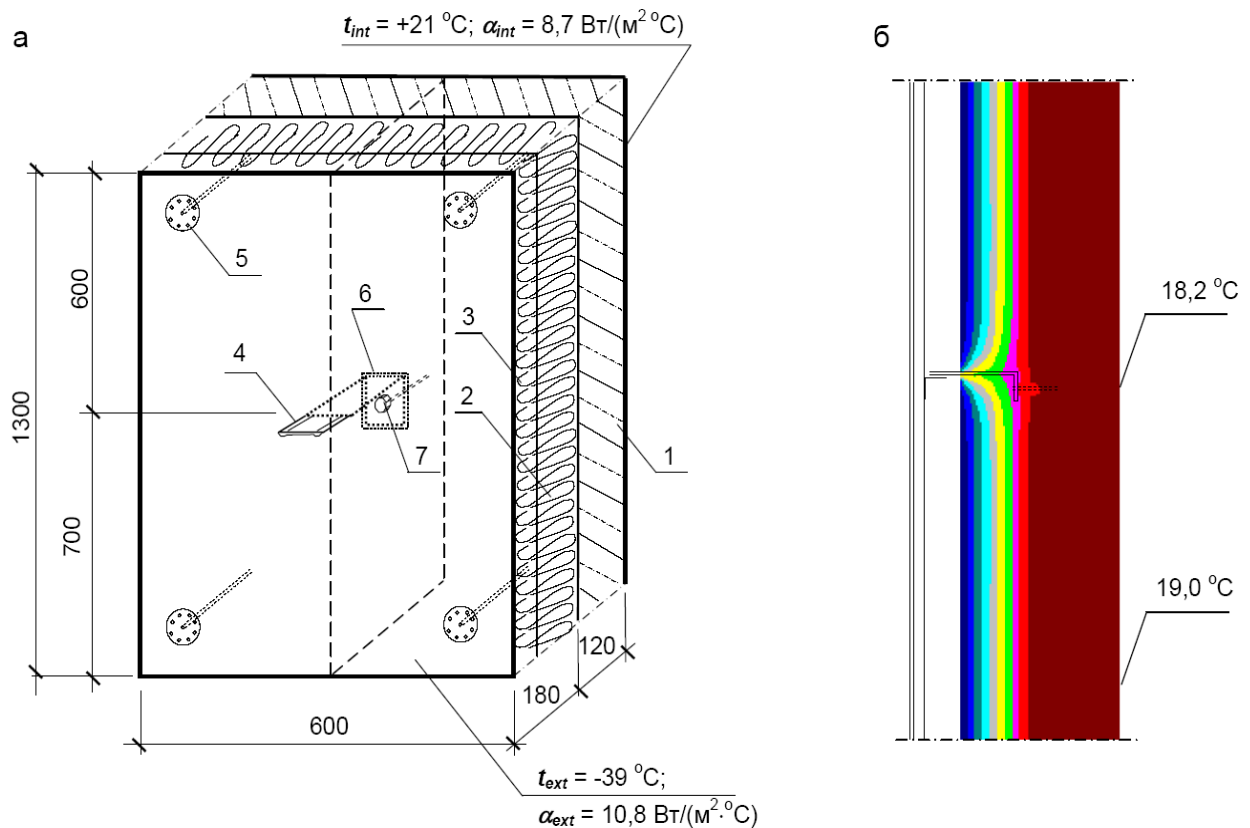 а
t_int = +21 °C; α_int = 8,7 Вт/(м² °С)
б
5
600
6
3
4
2
1300
7
1
18,2 °C
700
19,0 °C
120
180
600
t_ext = -39 °C;
α_ext = 10,8 Вт/(м²·°С)